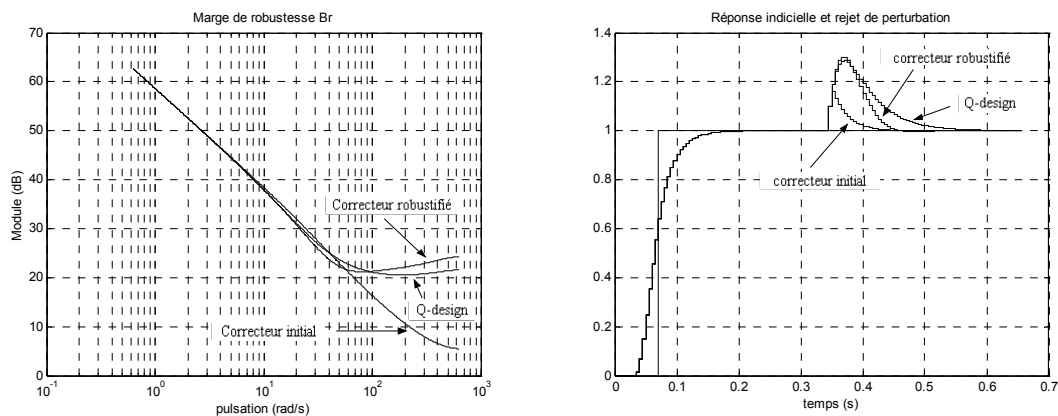 Marge de robustesse Br
70
60
50
40
30
20
10
0
Module (dB)
Correcteur robustifié
Q-design
Correcteur initial
10^-1
10^0
10^1
10^2
10^3
pulsation (rad/s)
Réponse indicielle et rejet de perturbation
1.4
1.2
1
0.8
0.6
0.4
0.2
0
correcteur robustifié
Q-design
correcteur initial
0
0.1
0.2
0.3
0.4
0.5
0.6
0.7
temps (s)